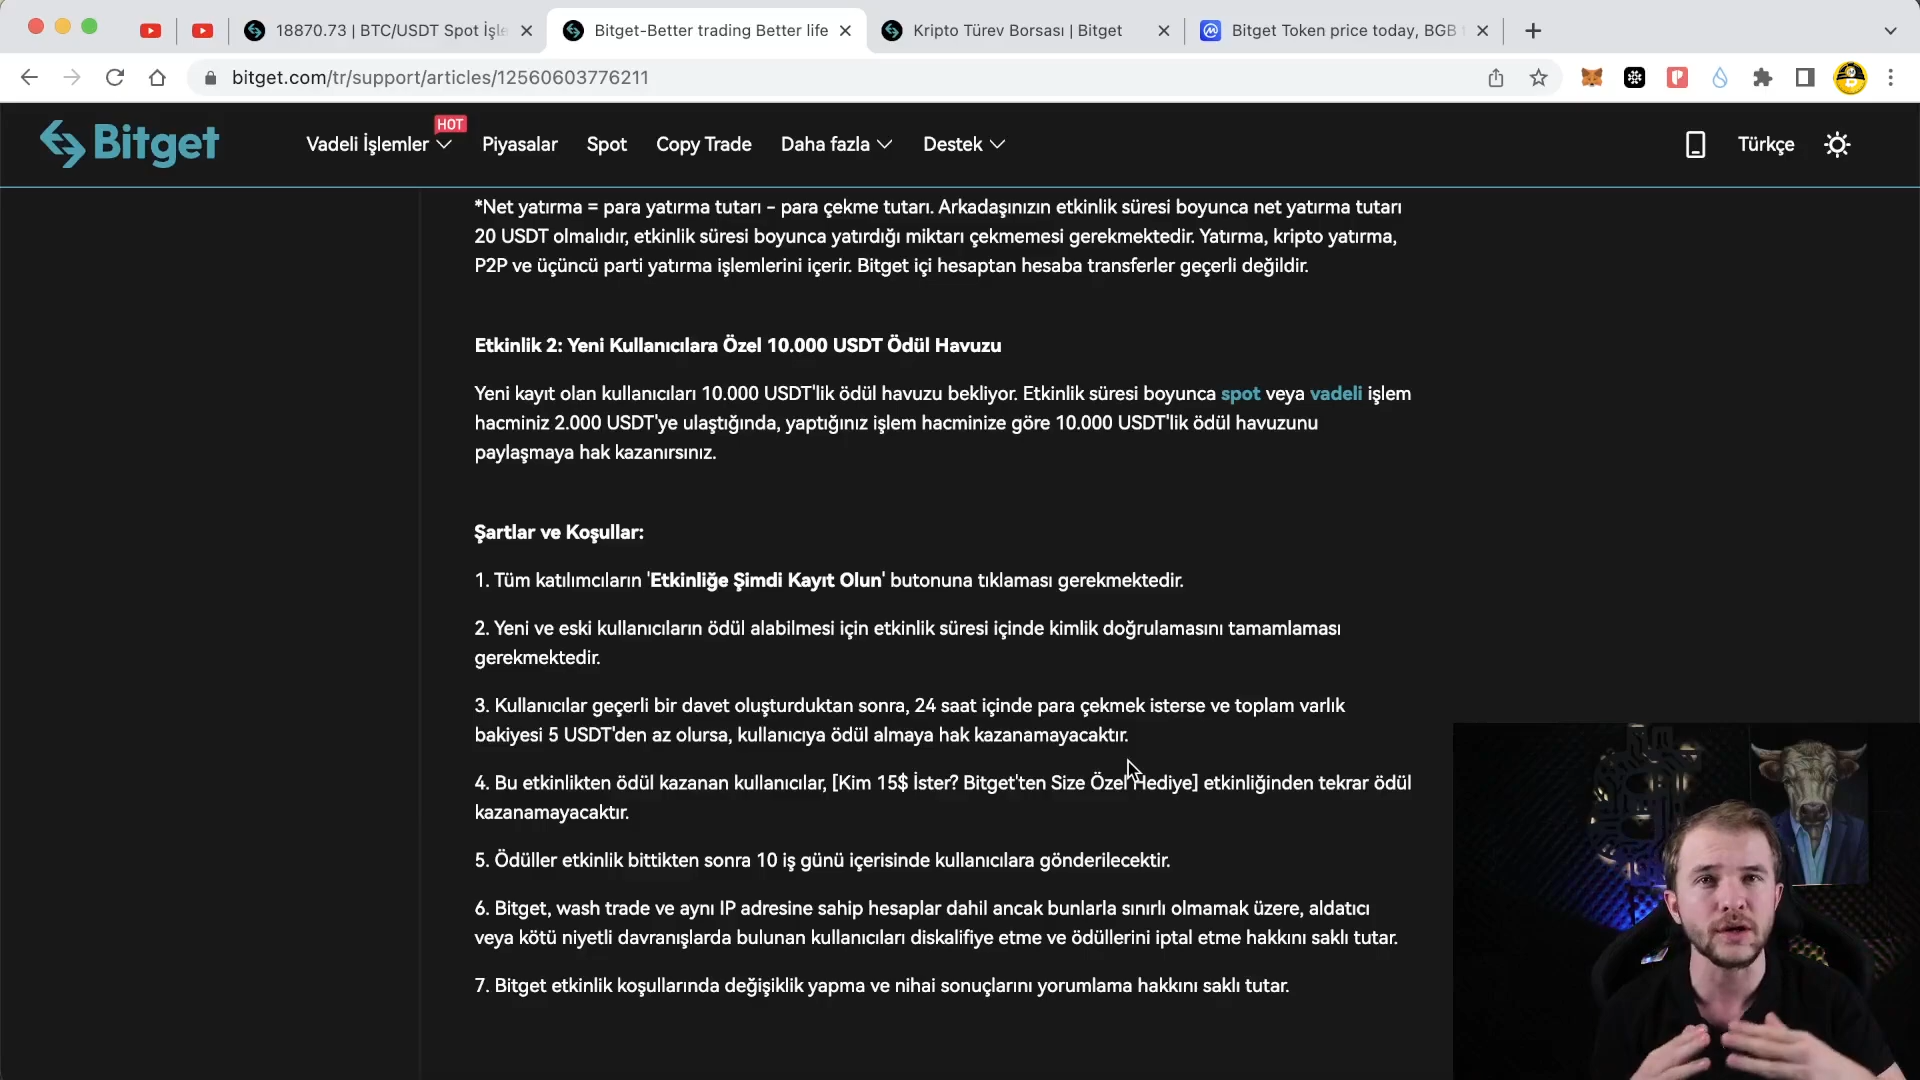 18870.73 | BTC/USDT Spot İşle
Bitget-Better trading Better life
Kripto Türev Borsası | Bitget
Bitget Token price today, BGB
bitget.com/tr/support/articles/12560603776211
Bitget
Vadeli İşlemler
HOT
Piyasalar
Spot
Copy Trade
Daha fazla
Destek
Türkçe
*Net yatırma = para yatırma tutarı - para çekme tutarı. Arkadaşınızın etkinlik süresi boyunca net yatırma tutarı
20 USDT olmalıdır, etkinlik süresi boyunca yatırdığı miktarı çekmemesi gerekmektedir. Yatırma, kripto yatırma,
P2P ve üçüncü parti yatırma işlemlerini içerir. Bitget içi hesaptan hesaba transferler geçerli değildir.
Etkinlik 2: Yeni Kullanıcılara Özel 10.000 USDT Ödül Havuzu
Yeni kayıt olan kullanıcıları 10.000 USDT'lik ödül havuzu bekliyor. Etkinlik süresi boyunca spot veya vadeli işlem
hacminiz 2.000 USDT'ye ulaştığında, yaptığınız işlem hacminize göre 10.000 USDT'lik ödül havuzunu
paylaşmaya hak kazanırsınız.
Şartlar ve Koşullar:
1. Tüm katılımcıların 'Etkinliğe Şimdi Kayıt Olun' butonuna tıklaması gerekmektedir.
2. Yeni ve eski kullanıcıların ödül alabilmesi için etkinlik süresi içinde kimlik doğrulamasını tamamlaması
gerekmektedir.
3. Kullanıcılar geçerli bir davet oluşturduktan sonra, 24 saat içinde para çekmek isterse ve toplam varlık
bakiyesi 5 USDT'den az olursa, kullanıcıya ödül almaya hak kazanamayacaktır.
4. Bu etkinlikten ödül kazanan kullanıcılar, [Kim 15$ İster? Bitget'ten Size Özel Hediye] etkinliğinden tekrar ödül
kazanamayacaktır.
5. Ödüller etkinlik bittikten sonra 10 iş günü içerisinde kullanıcılara gönderilecektir.
6. Bitget, wash trade ve aynı IP adresine sahip hesaplar dahil ancak bunlarla sınırlı olmamak üzere, aldatıcı
veya kötü niyetli davranışlarda bulunan kullanıcıları diskalifiye etme ve ödüllerini iptal etme hakkını saklı tutar.
7. Bitget etkinlik koşullarında değişiklik yapma ve nihai sonuçlarını yorumlama hakkını saklı tutar.